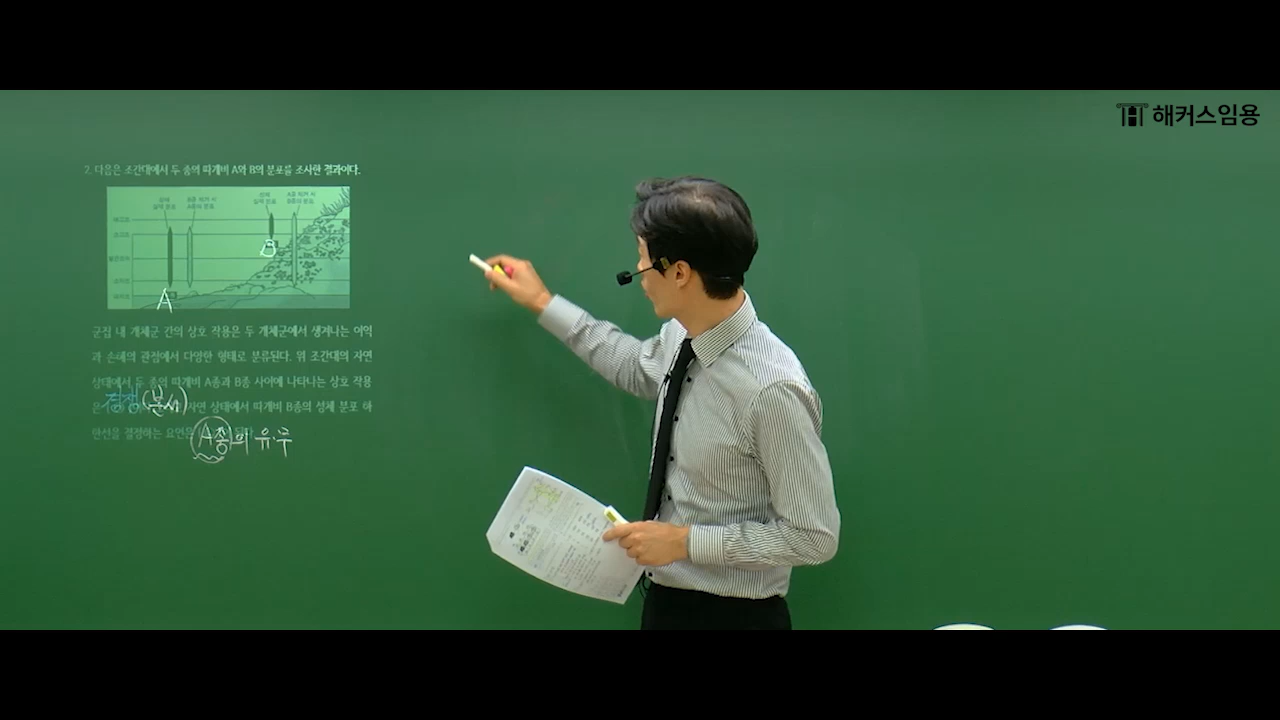 해커스임용
2. 다음은 조간대에서 두 종의 따개비 A와 B의 분포를 조사한 결과이다.
A종 제거 시
B
A
군집 내 개체군 간의 상호 작용은 두 개체군에서 생겨나는 이익
과 손해의 관점에서 다양한 형태로 분류된다. 위 조간대의 자연
상태에서 두 종의 따개비 A종과 B종 사이에 나타나는 상호 작용
은 경쟁(분서) 자연 상태에서 따개비 B종의 성체 분포 하
한선을 결정하는 요인은
A종의 유·무